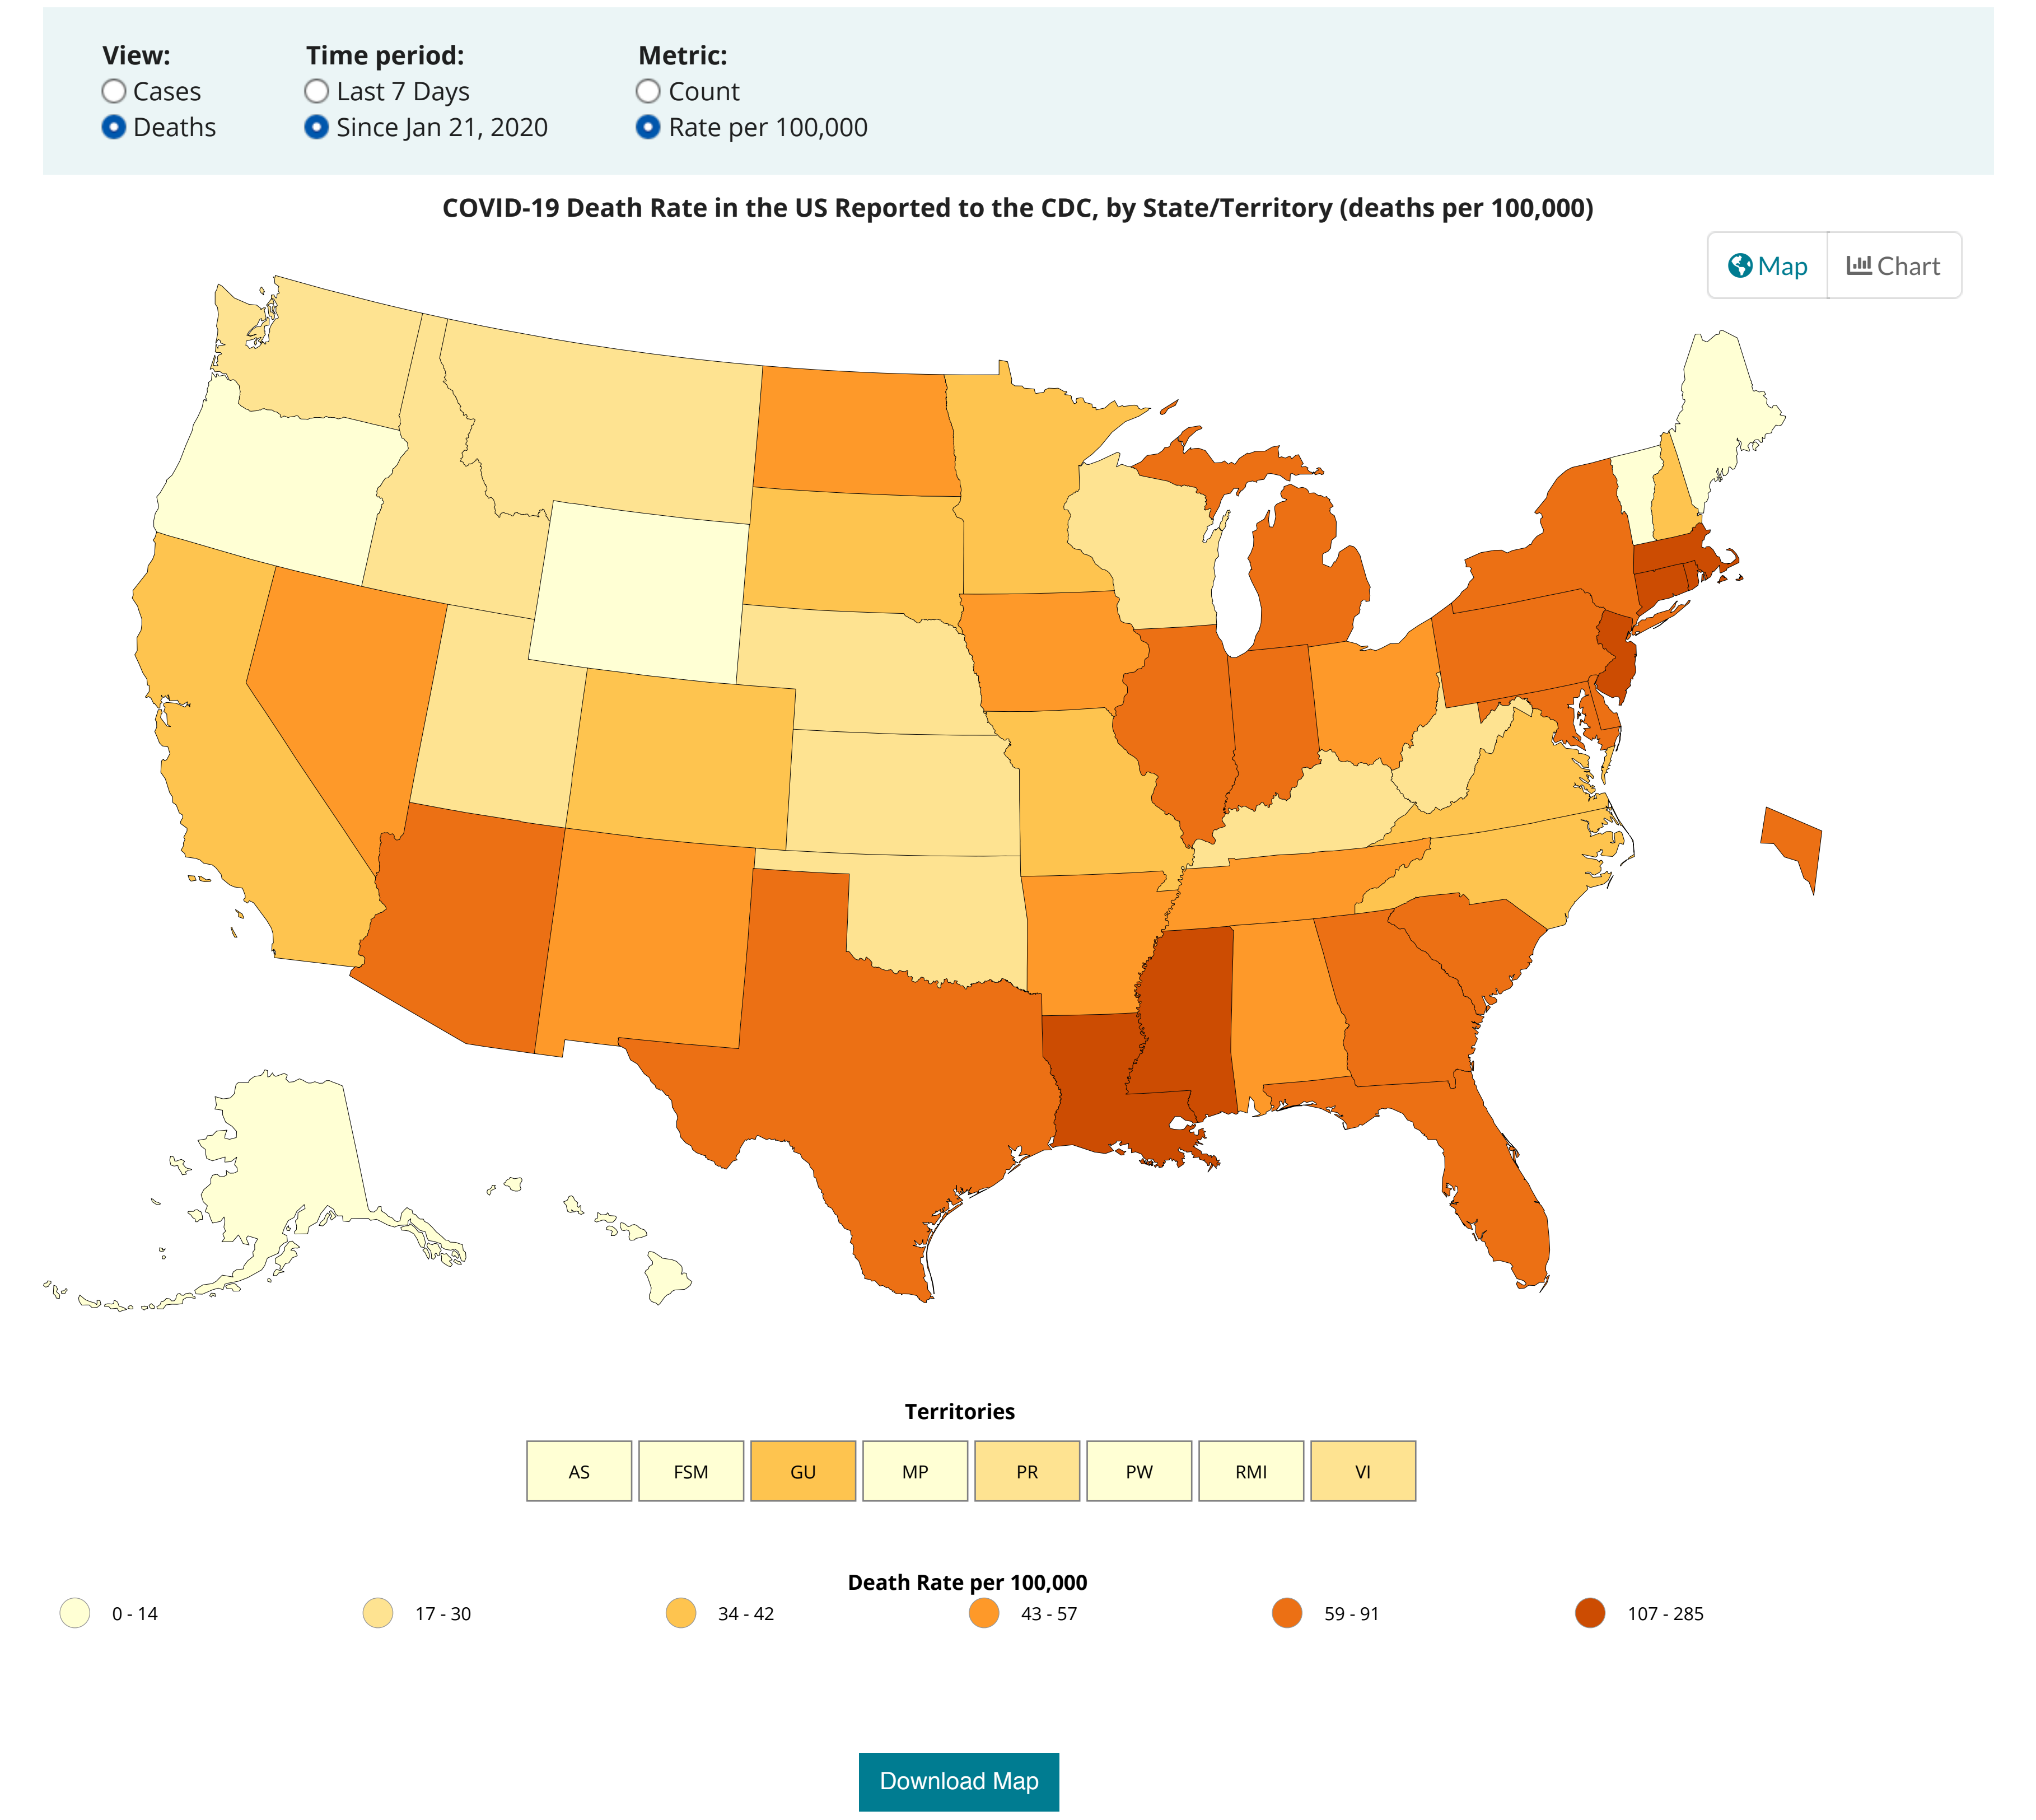 View: Time period: Metric:
Cases Last 7 Days Count
Deaths Since Jan 21, 2020 Rate per 100,000
COVID-19 Death Rate in the US Reported to the CDC, by State/Territory (deaths per 100,000)
Map Chart
Territories
AS FSM GU MP PR PW RMI VI
Death Rate per 100,000
0 - 14 17 - 30 34 - 42 43 - 57 59 - 91 107 - 285
Download Map